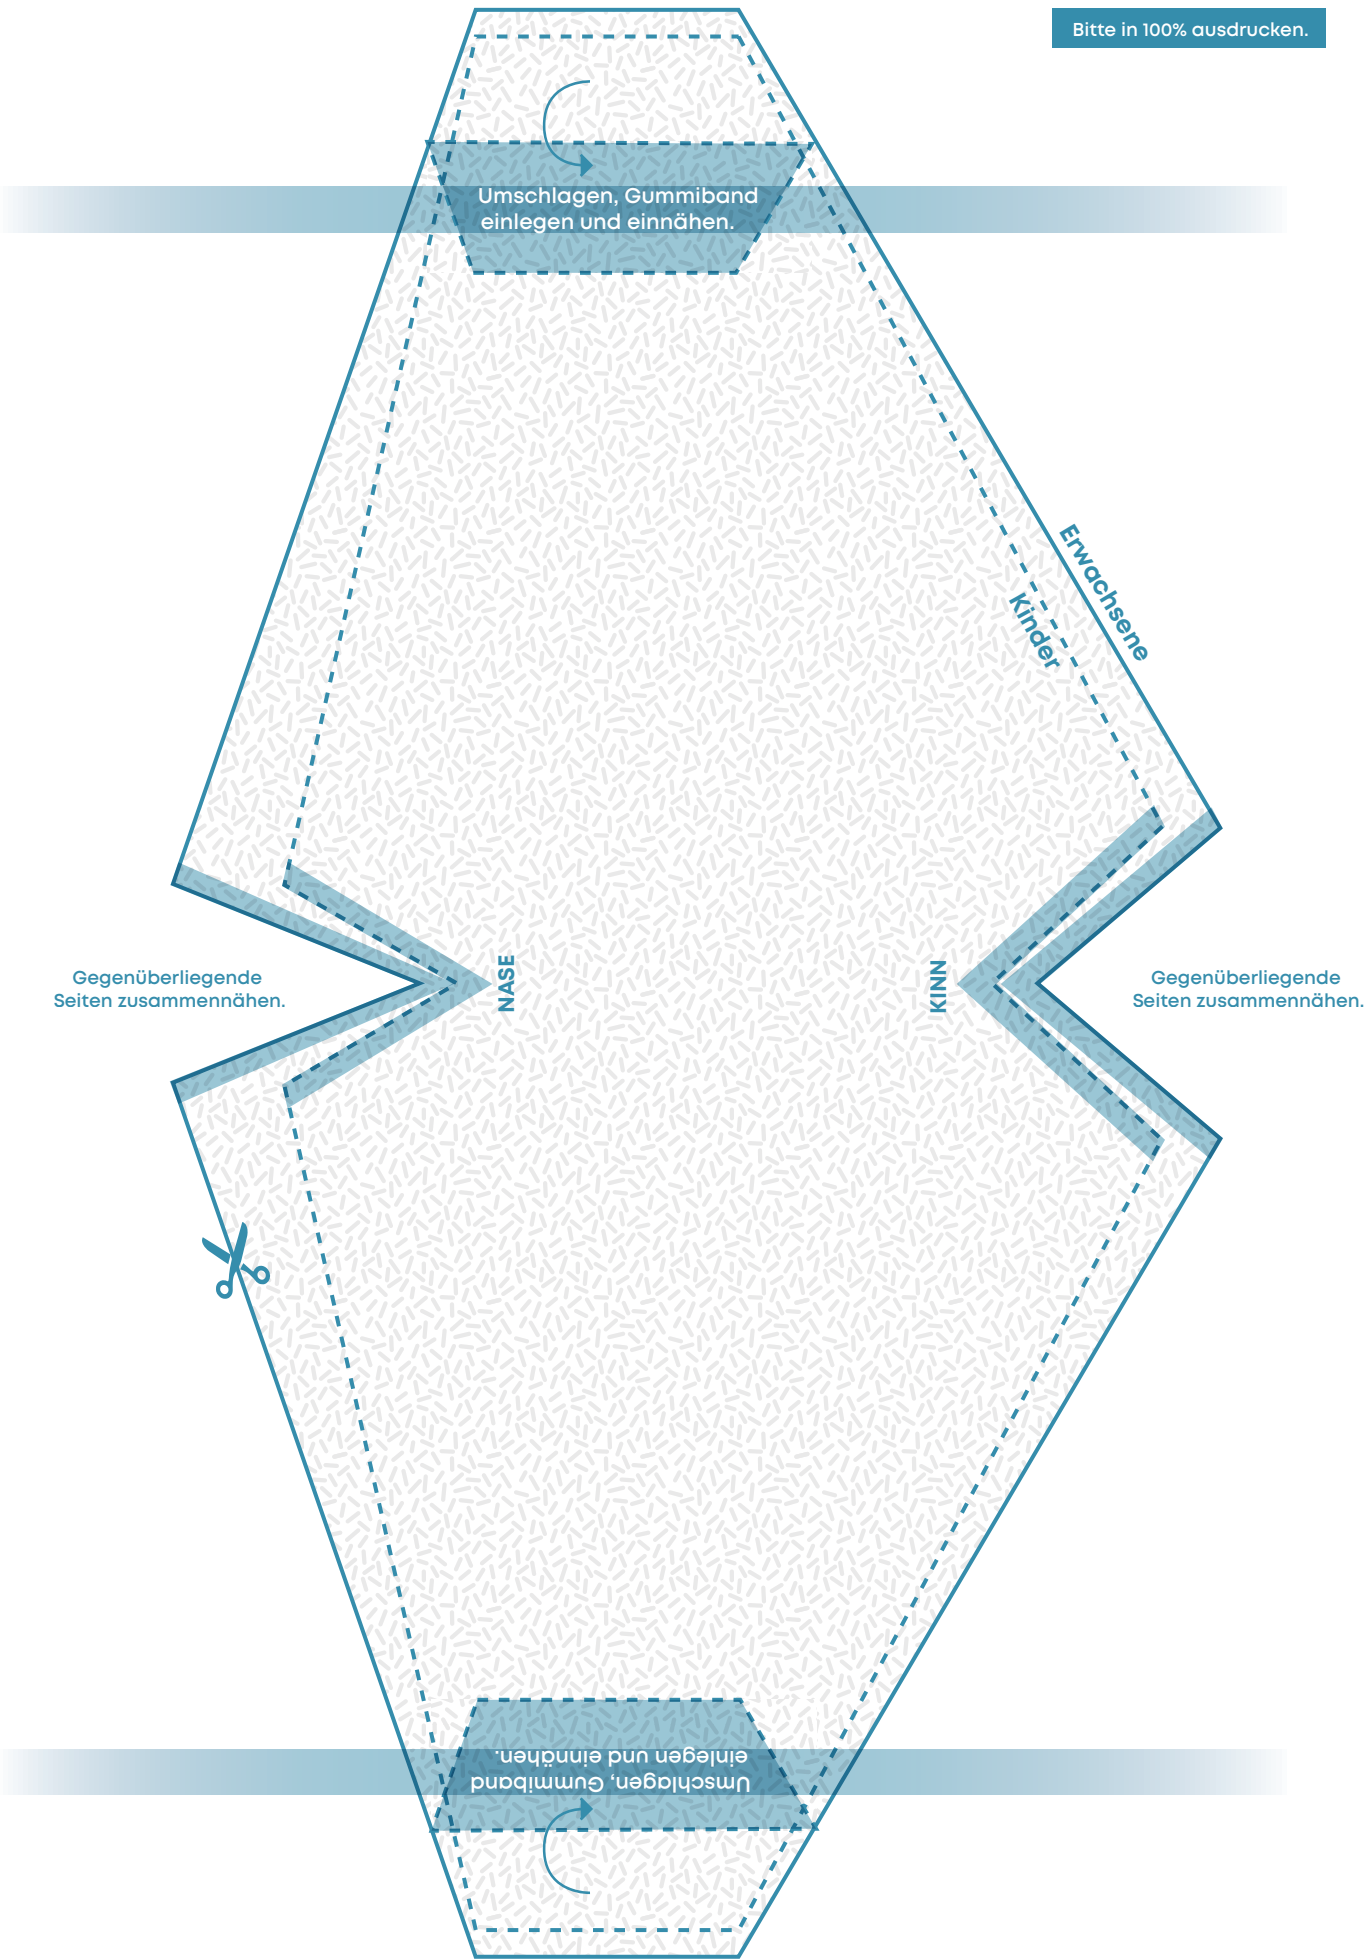 Bitte in 100% ausdrucken.
Umschlagen, Gummiband
einlegen und einnähen.
Erwachsene
Kinder
Gegenüberliegende
Seiten zusammennähen.
NASE
KINN
Gegenüberliegende
Seiten zusammennähen.
Umschlagen, Gummiband
einlegen und einnähen.